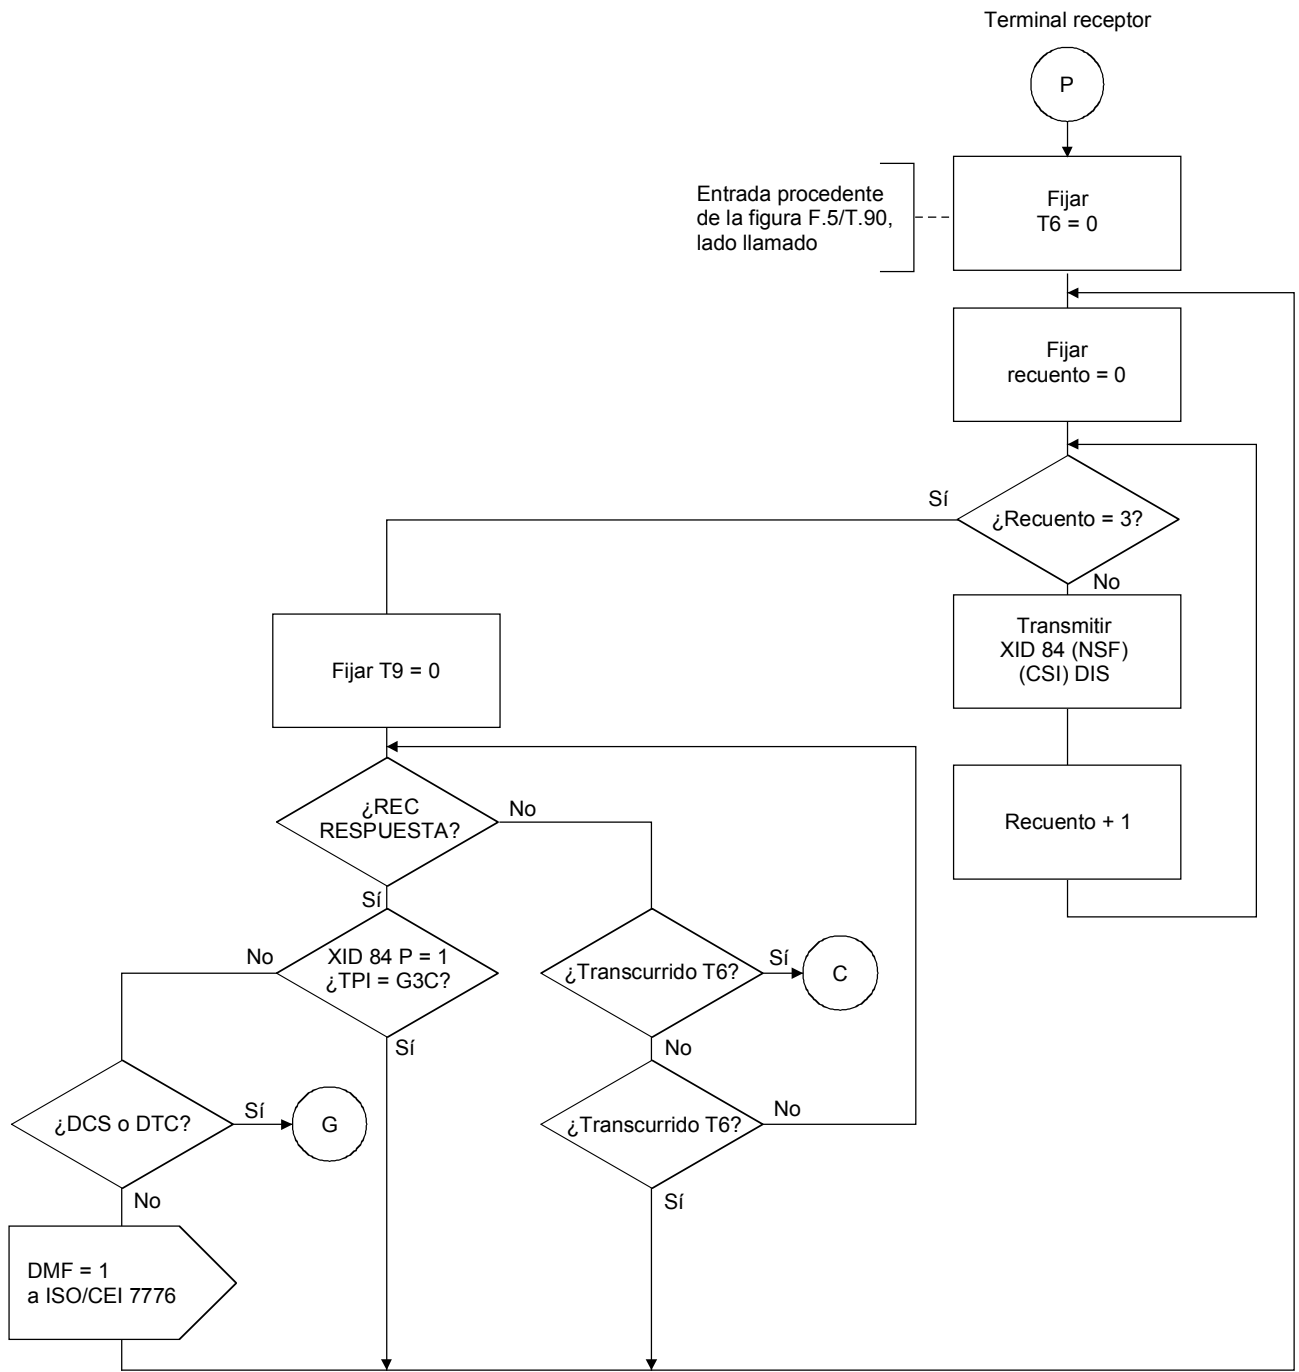 Terminal receptor
P
Entrada procedente
de la figura F.5/T.90,
lado llamado
Fijar
T6 = 0
Fijar
recuento = 0
Sí
¿Recuento = 3?
No
Transmitir
XID 84 (NSF)
(CSI) DIS
Fijar T9 = 0
Recuento + 1
¿REC
RESPUESTA?
No
Sí
No
XID 84 P = 1
¿TPI = G3C?
Sí
¿Transcurrido T6?
Sí
C
No
¿DCS o DTC?
Sí
G
No
¿Transcurrido T6?
No
Sí
DMF = 1
a ISO/CEI 7776